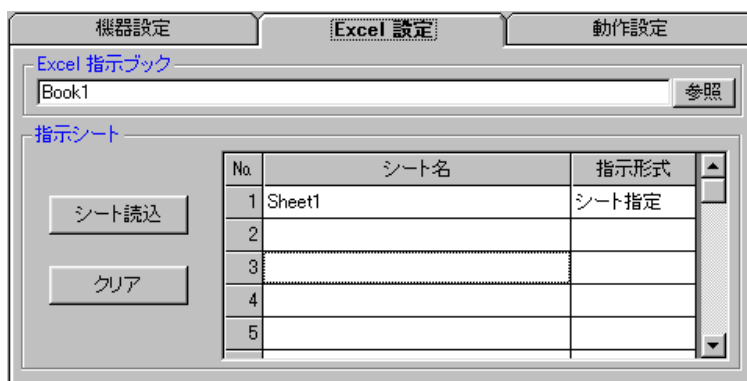 機器設定 Excel 設定 動作設定
Excel 指示ブック
Book1 参照
指示シート
No. シート名 指示形式
1 Sheet1 シート指定
シート読込
2
3
クリア
4
5